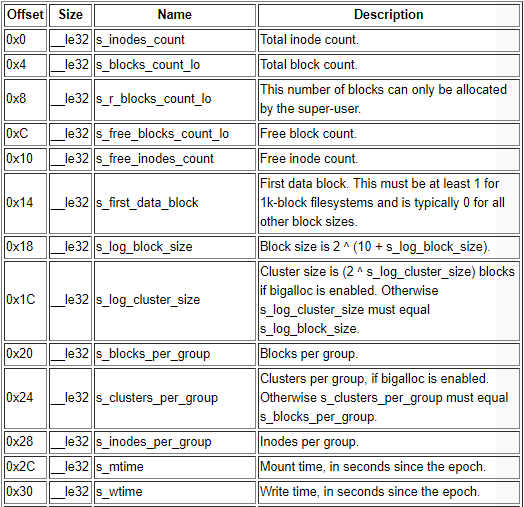 Offset Size Name Description
0x0 __le32 s_inodes_count Total inode count.
0x4 __le32 s_blocks_count_lo Total block count.
0x8 __le32 s_r_blocks_count_lo This number of blocks can only be allocated
by the super-user.
0xC __le32 s_free_blocks_count_lo Free block count.
0x10 __le32 s_free_inodes_count Free inode count.
0x14 __le32 s_first_data_block First data block. This must be at least 1 for
1k-block filesystems and is typically 0 for all
other block sizes.
0x18 __le32 s_log_block_size Block size is 2 ^ (10 + s_log_block_size).
0x1C __le32 s_log_cluster_size Cluster size is (2 ^ s_log_cluster_size) blocks
if bigalloc is enabled. Otherwise
s_log_cluster_size must equal
s_log_block_size.
0x20 __le32 s_blocks_per_group Blocks per group.
0x24 __le32 s_clusters_per_group Clusters per group, if bigalloc is enabled.
Otherwise s_clusters_per_group must equal
s_blocks_per_group.
0x28 __le32 s_inodes_per_group Inodes per group.
0x2C __le32 s_mtime Mount time, in seconds since the epoch.
0x30 __le32 s_wtime Write time, in seconds since the epoch.